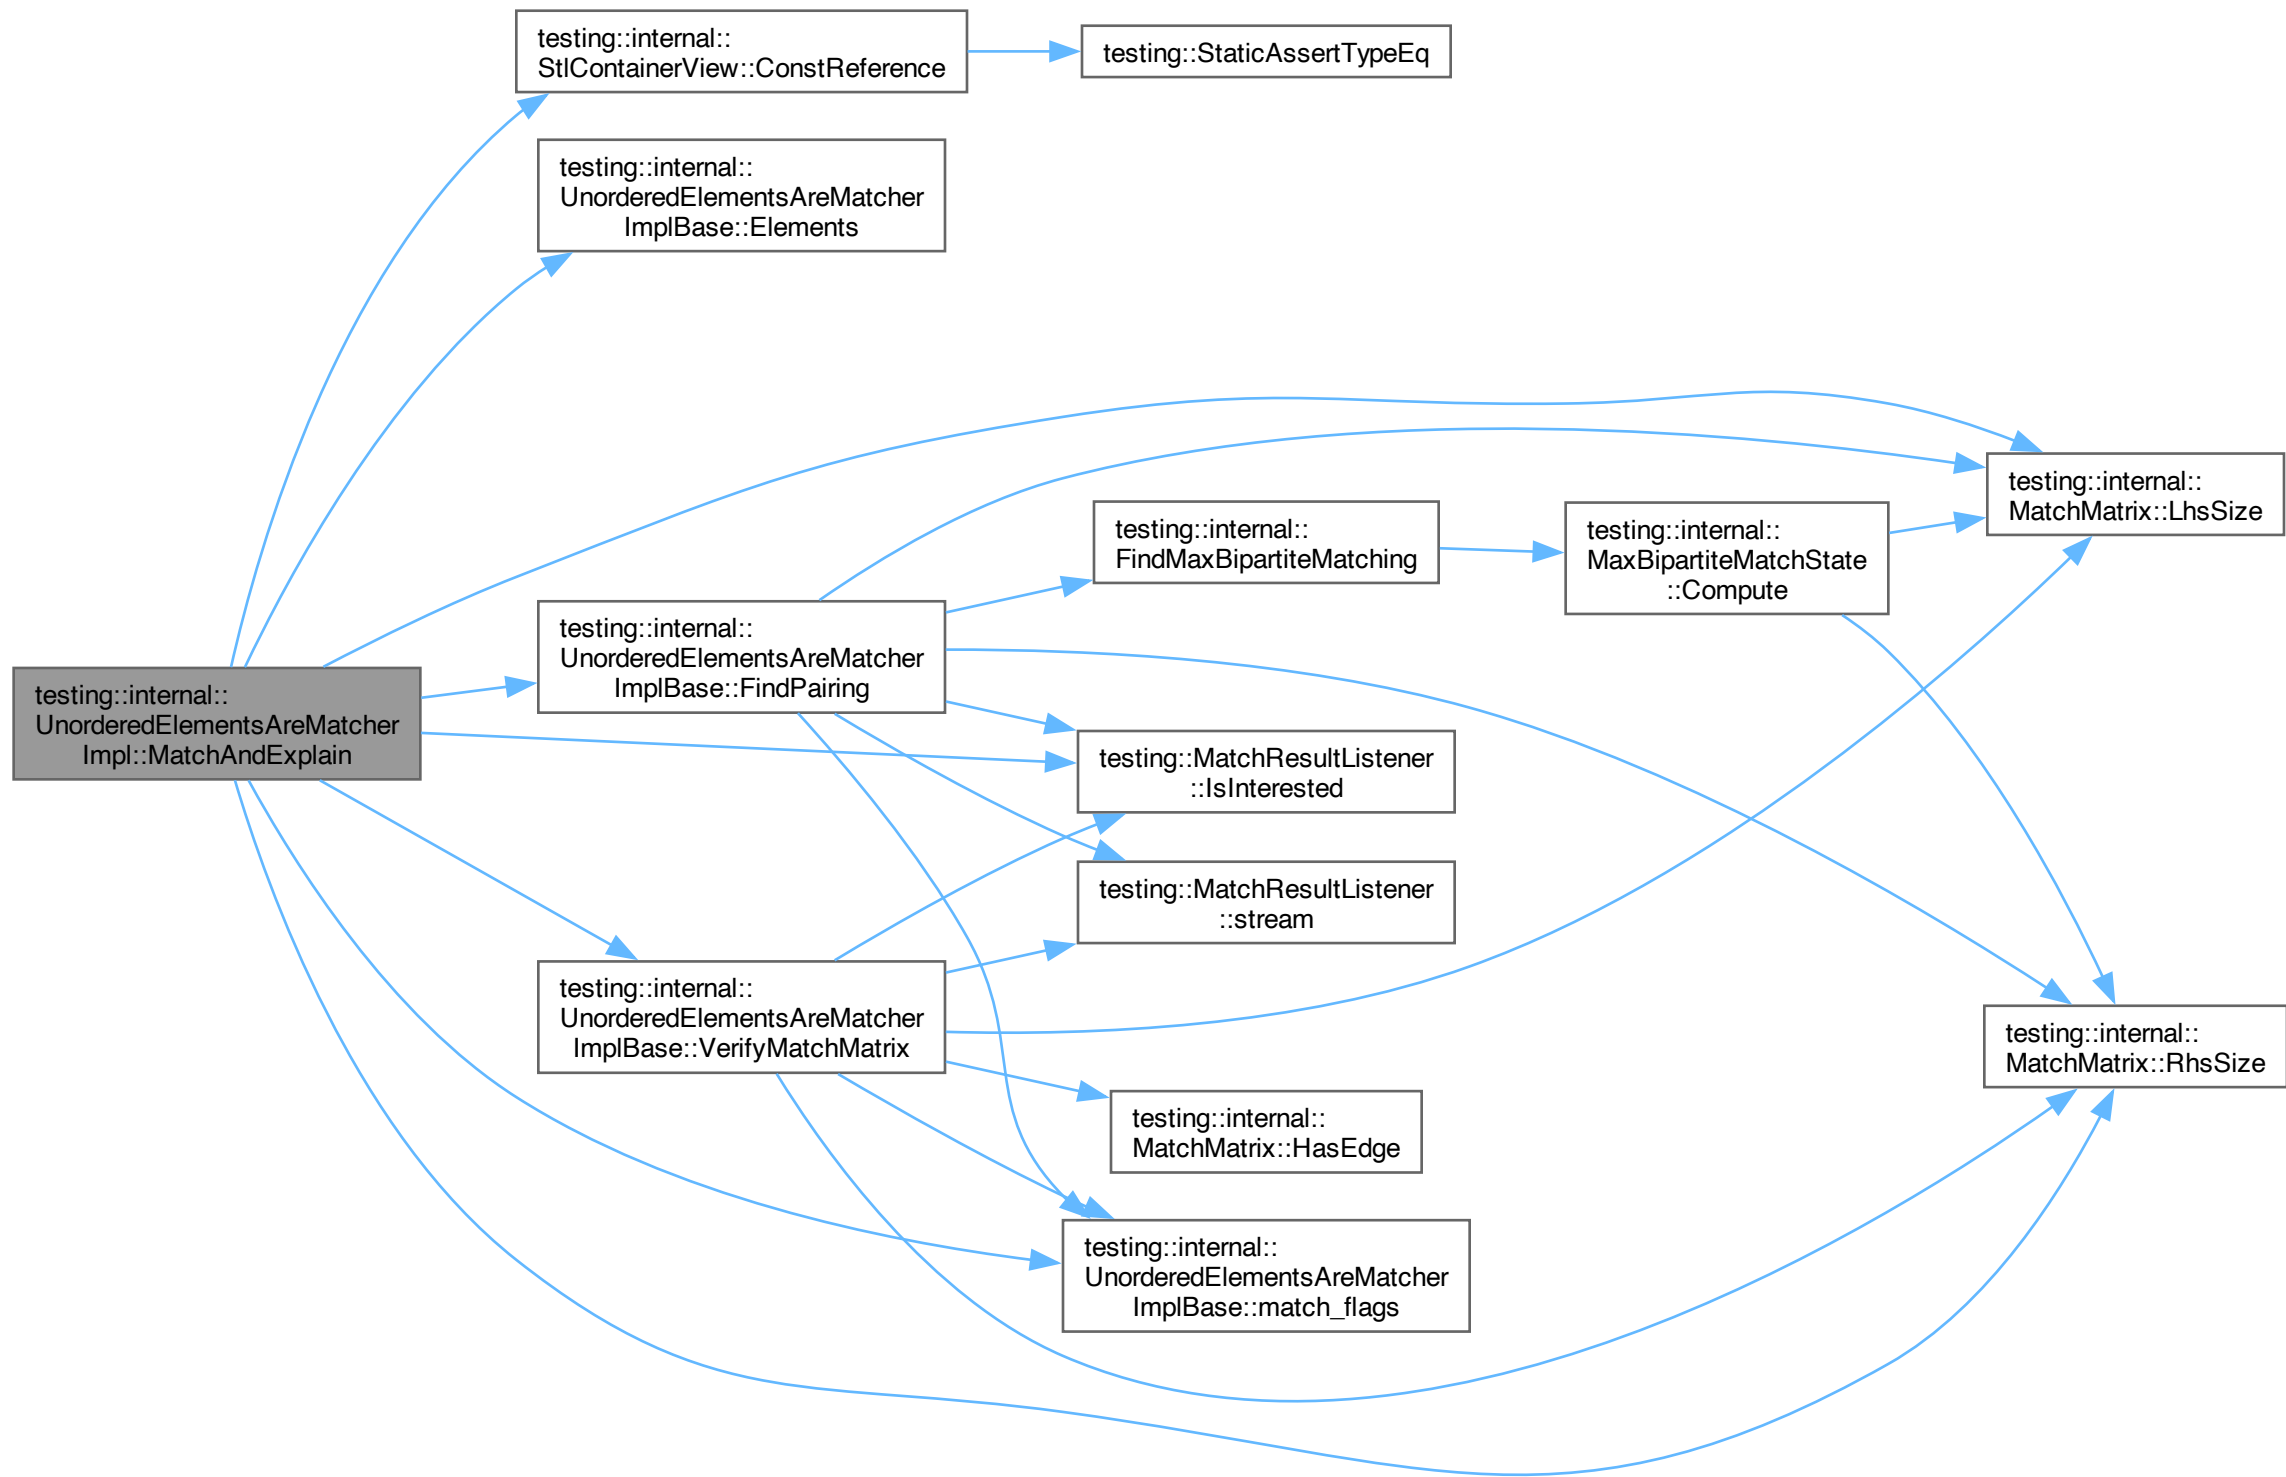 testing::internal::
StlContainerView::ConstReference
testing::StaticAssertTypeEq
testing::internal::
UnorderedElementsAreMatcher
ImplBase::Elements
testing::internal::
MatchMatrix::LhsSize
testing::internal::
FindMaxBipartiteMatching
testing::internal::
MaxBipartiteMatchState
::Compute
testing::internal::
UnorderedElementsAreMatcher
ImplBase::FindPairing
testing::internal::
UnorderedElementsAreMatcher
Impl::MatchAndExplain
testing::MatchResultListener
::IsInterested
testing::MatchResultListener
::stream
testing::internal::
UnorderedElementsAreMatcher
ImplBase::VerifyMatchMatrix
testing::internal::
MatchMatrix::RhsSize
testing::internal::
MatchMatrix::HasEdge
testing::internal::
UnorderedElementsAreMatcher
ImplBase::match_flags